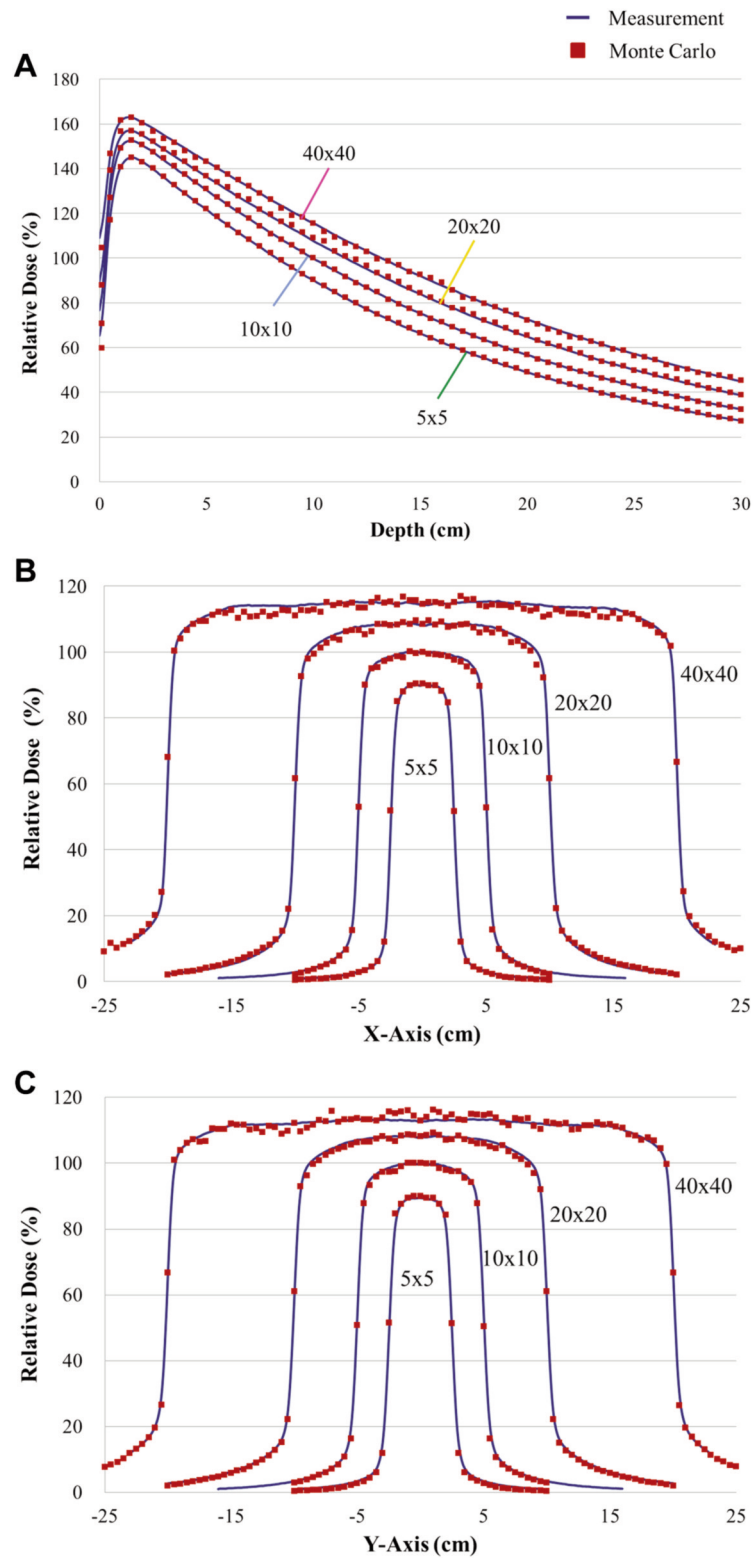 Measurement
Monte Carlo
A
180
160
140
120
100
80
60
40
20
0
Relative Dose (%)
40x40
20x20
10x10
5x5
0 5 10 15 20 25 30
Depth (cm)
B
120
100
80
60
40
20
0
Relative Dose (%)
40x40
20x20
10x10
5x5
-25 -15 -5 5 15 25
X-Axis (cm)
C
120
100
80
60
40
20
0
Relative Dose (%)
40x40
20x20
10x10
5x5
-25 -15 -5 5 15 25
Y-Axis (cm)